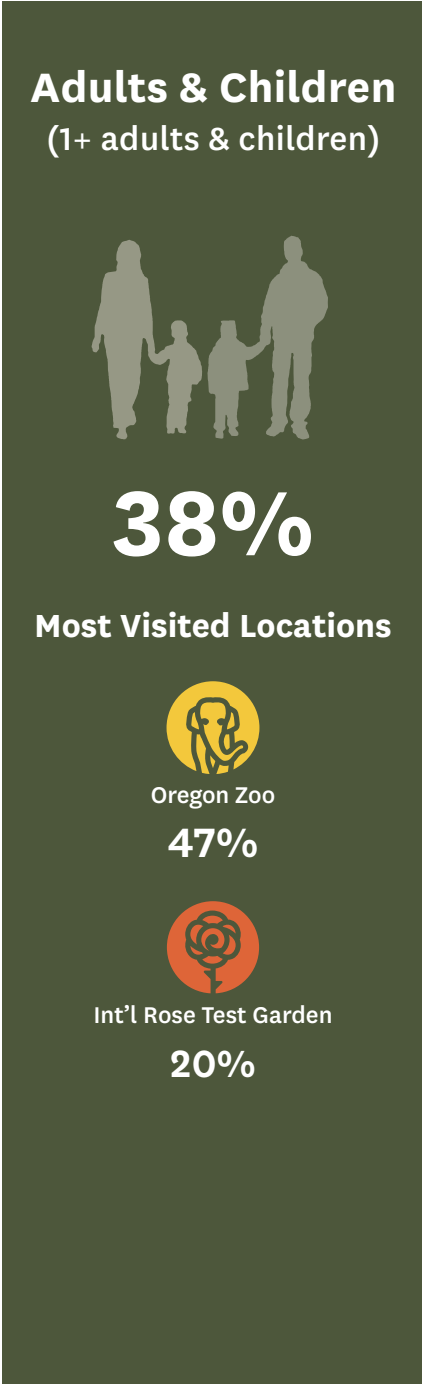 Adults & Children
(1+ adults & children)
38%
Most Visited Locations
Oregon Zoo
47%
Int’l Rose Test Garden
20%